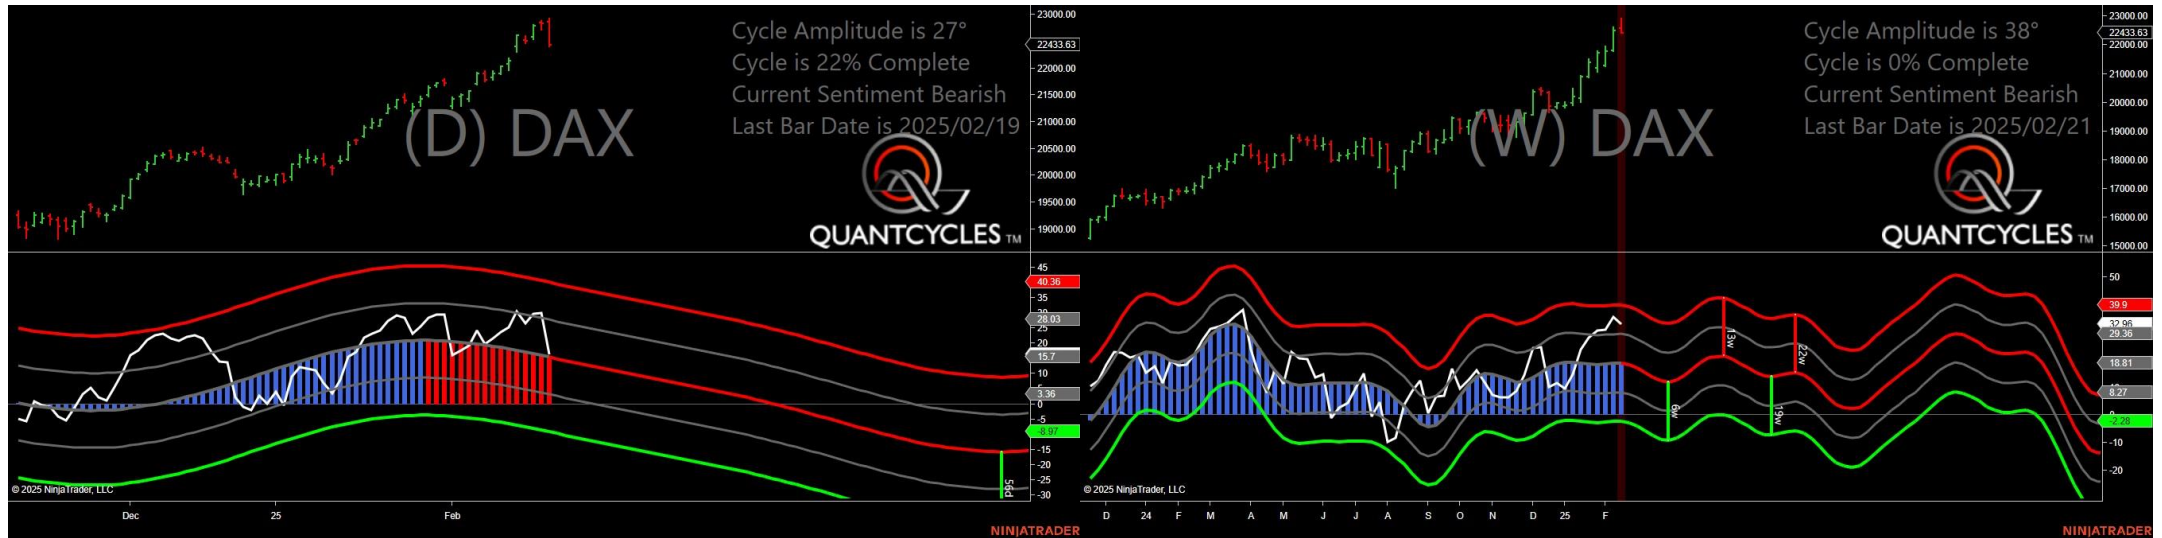 Cycle Amplitude is 27°
Cycle is 22% Complete
Current Sentiment Bearish
Last Bar Date is 2025/02/19
(D) DAX
QUANTCYCLES TM
23000.00
22433.63
22000.00
21500.00
21000.00
20500.00
20000.00
19500.00
19000.00
45
40.36
35
28.03
25
20
15.7
10
3.36
0
-5
-8.97
-15
-20
-25
-30
56d
© 2025 NinjaTrader, LLC
Dec
25
Feb
NINJATRADER
Cycle Amplitude is 38°
Cycle is 0% Complete
Current Sentiment Bearish
Last Bar Date is 2025/02/21
(W) DAX
QUANTCYCLES TM
23000.00
22433.63
22000.00
21000.00
20000.00
19000.00
18000.00
17000.00
16000.00
15000.00
50
39.9
32.96
29.36
18.81
8.27
-2.28
-10
-20
6w
13w
19w
22w
© 2025 NinjaTrader, LLC
D 24 F M A M J J A S O N D 25 F
NINJATRADER